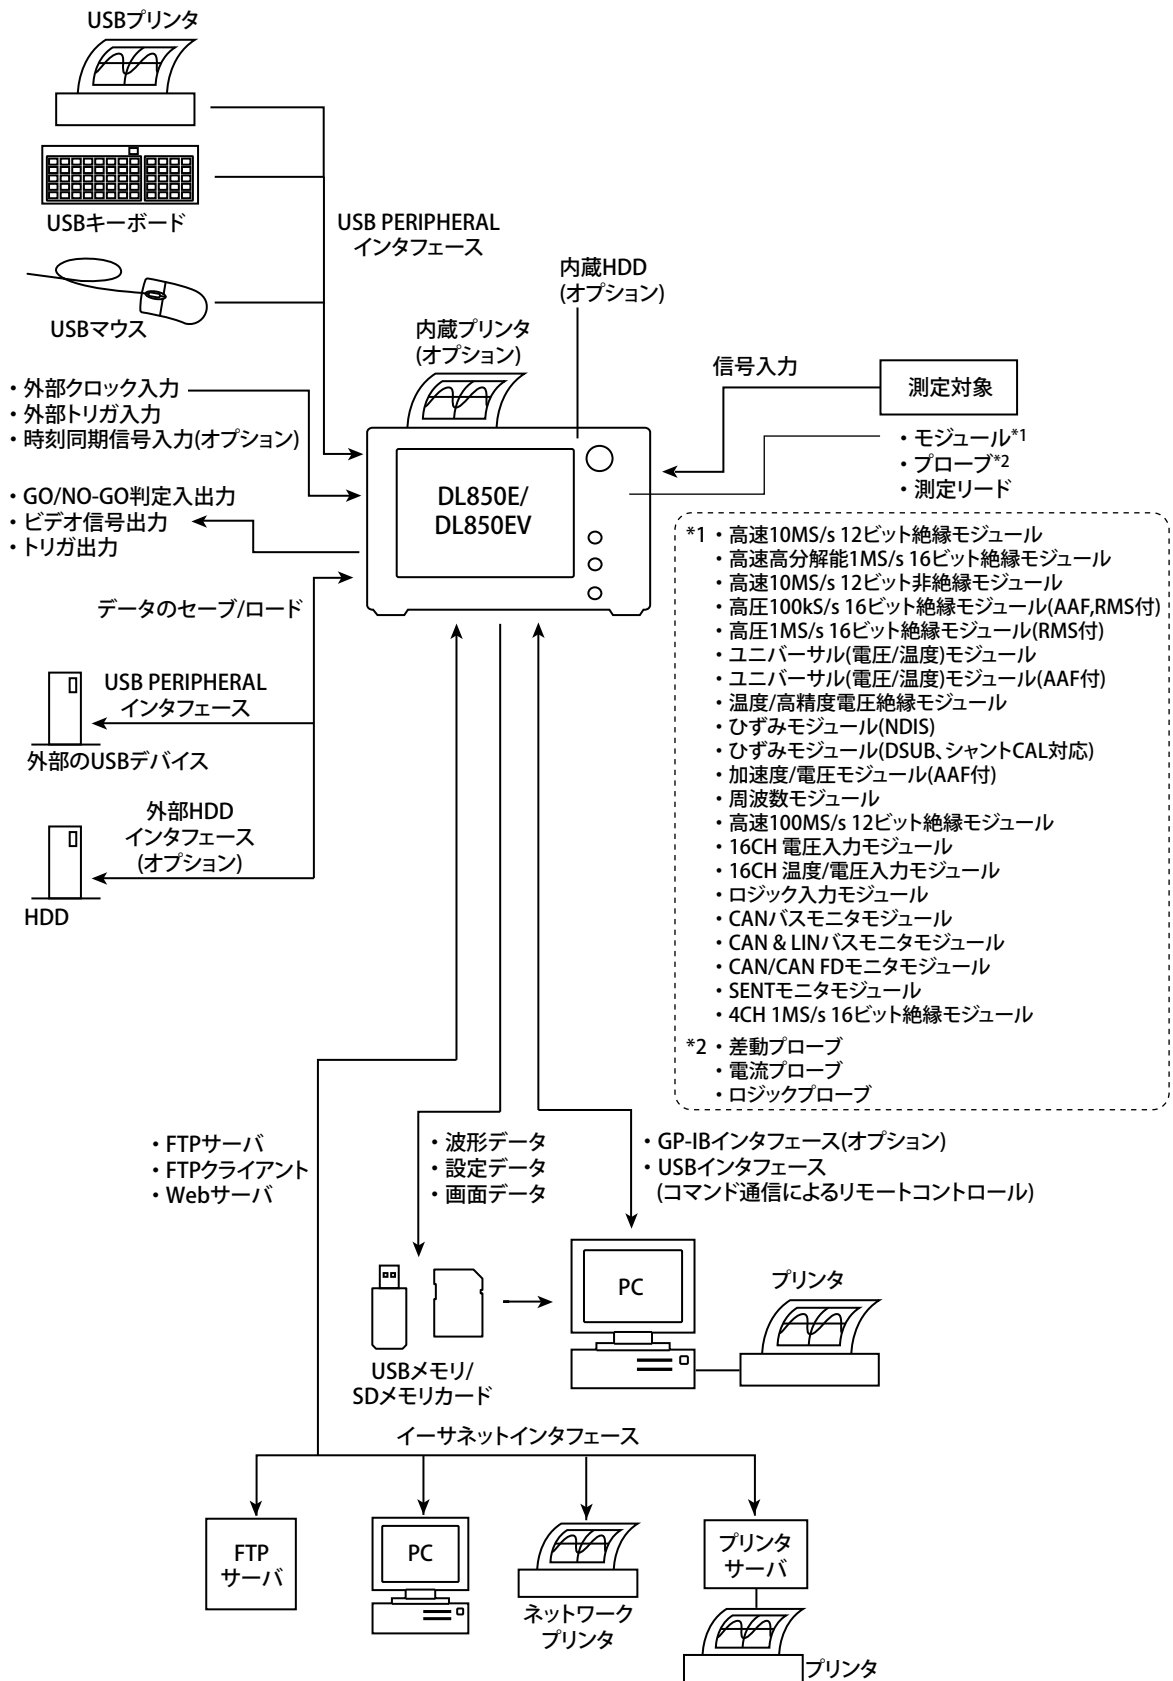 USBプリンタ
USBキーボード
USBマウス
USB PERIPHERAL
インタフェース
内蔵HDD
(オプション)
内蔵プリンタ
(オプション)
信号入力
測定対象
・外部クロック入力
・外部トリガ入力
・時刻同期信号入力(オプション)
・モジュール*1
・プローブ*2
・測定リード
・GO/NO-GO判定入出力
・ビデオ信号出力
・トリガ出力
DL850E/
DL850EV
データのセーブ/ロード
USB PERIPHERAL
インタフェース
外部のUSBデバイス
外部HDD
インタフェース
(オプション)
HDD
*1 ・高速10MS/s 12ビット絶縁モジュール
・高速高分解能1MS/s 16ビット絶縁モジュール
・高速10MS/s 12ビット非絶縁モジュール
・高圧100kS/s 16ビット絶縁モジュール(AAF,RMS付)
・高圧1MS/s 16ビット絶縁モジュール(RMS付)
・ユニバーサル(電圧/温度)モジュール
・ユニバーサル(電圧/温度)モジュール(AAF付)
・温度/高精度電圧絶縁モジュール
・ひずみモジュール(NDIS)
・ひずみモジュール(DSUB、シャントCAL対応)
・加速度/電圧モジュール(AAF付)
・周波数モジュール
・高速100MS/s 12ビット絶縁モジュール
・16CH 電圧入力モジュール
・16CH 温度/電圧入力モジュール
・ロジック入力モジュール
・CANバスモニタモジュール
・CAN & LINバスモニタモジュール
・CAN/CAN FDモニタモジュール
・SENTモニタモジュール
・4CH 1MS/s 16ビット絶縁モジュール
*2 ・差動プローブ
・電流プローブ
・ロジックプローブ
・FTPサーバ
・FTPクライアント
・Webサーバ
・波形データ
・設定データ
・画面データ
・GP-IBインタフェース(オプション)
・USBインタフェース
(コマンド通信によるリモートコントロール)
USBメモリ/
SDメモリカード
PC
プリンタ
イーサネットインタフェース
FTP
サーバ
PC
ネットワーク
プリンタ
プリンタ
サーバ
プリンタ